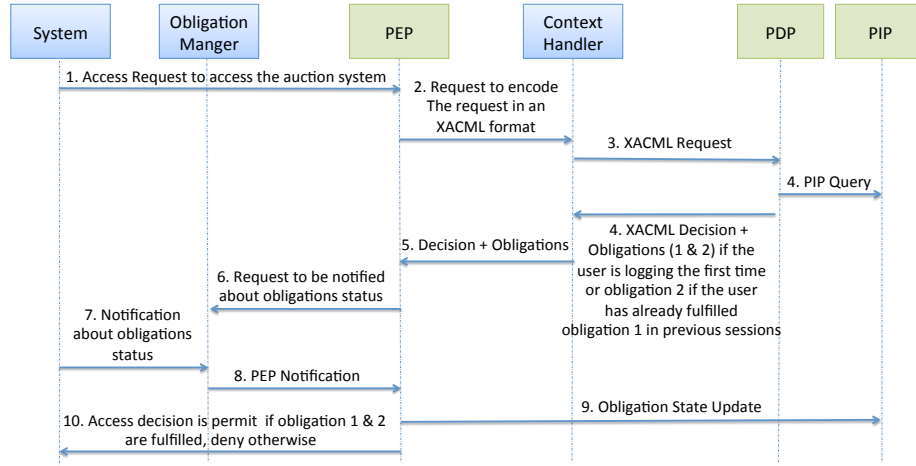 System
Obligation
Manger
PEP
Context
Handler
PDP
PIP
1. Access Request to access the auction system
2. Request to encode
The request in an
XACML format
3. XACML Request
4. PIP Query
4. XACML Decision +
Obligations (1 & 2) if the
user is logging the first time
or obligation 2 if the user
has already fulfilled
obligation 1 in previous sessions
5. Decision + Obligations
6. Request to be notified
about obligations status
7. Notification
about obligations
status
8. PEP Notification
9. Obligation State Update
10. Access decision is permit if obligation 1 & 2
are fulfilled, deny otherwise